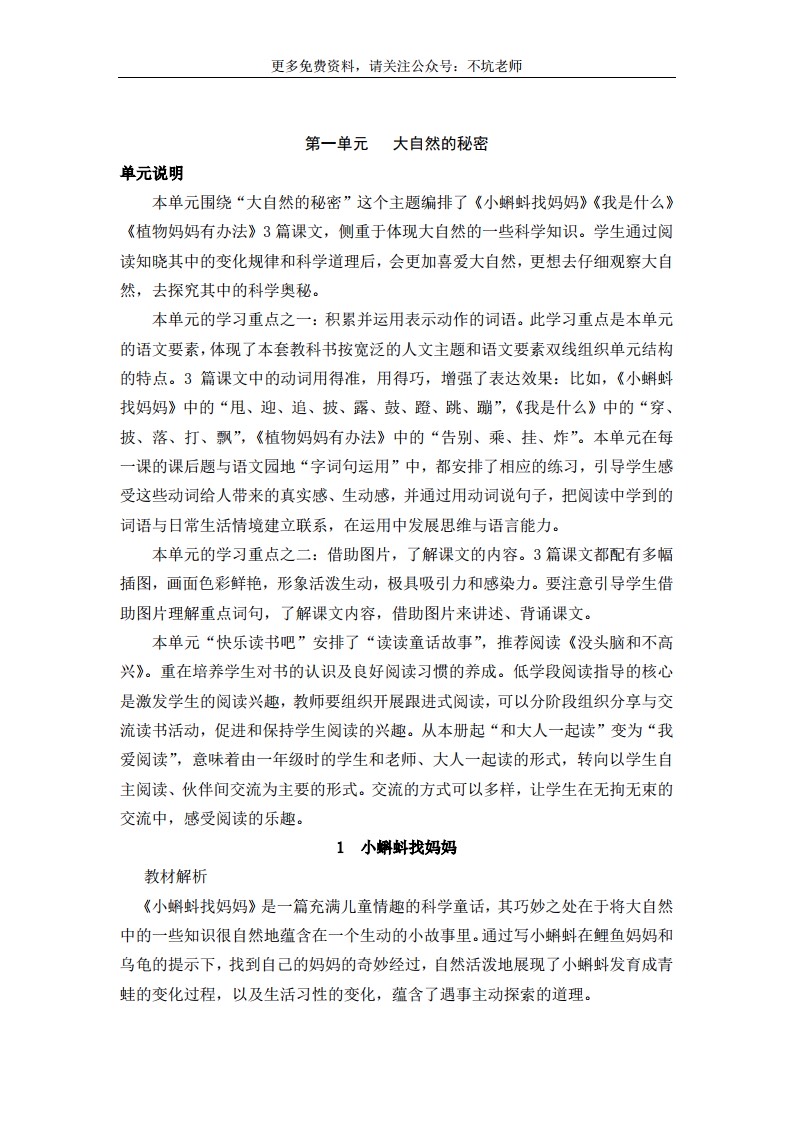 更多免费资料，请关注公众号：不坑老师
第一单元　大自然的秘密
单元说明
本单元围绕“大自然的秘密”这个主题编排了《小蝌蚪找妈妈》《我是什么》
《植物妈妈有办法》3篇课文，侧重于体现大自然的一些科学知识。学生通过阅
读知晓其中的变化规律和科学道理后，会更加喜爱大自然，更想去仔细观察大自
然，去探究其中的科学奥秘。
本单元的学习重点之一：积累并运用表示动作的词语。此学习重点是本单元
的语文要素，体现了本套教科书按宽泛的人文主题和语文要素双线组织单元结构
的特点。3 篇课文中的动词用得准，用得巧，增强了表达效果：比如，《小蝌蚪
找妈妈》中的“甩、迎、追、披、露、鼓、蹬、跳、蹦”，《我是什么》中的“穿、
披、落、打、飘”，《植物妈妈有办法》中的“告别、乘、挂、炸”。本单元在每
一课的课后题与语文园地“字词句运用”中，都安排了相应的练习，引导学生感
受这些动词给人带来的真实感、生动感，并通过用动词说句子，把阅读中学到的
词语与日常生活情境建立联系，在运用中发展思维与语言能力。
本单元的学习重点之二：借助图片，了解课文的内容。3篇课文都配有多幅
插图，画面色彩鲜艳，形象活泼生动，极具吸引力和感染力。要注意引导学生借
助图片理解重点词句，了解课文内容，借助图片来讲述、背诵课文。
本单元“快乐读书吧”安排了“读读童话故事”，推荐阅读《没头脑和不高
兴》。重在培养学生对书的认识及良好阅读习惯的养成。低学段阅读指导的核心
是激发学生的阅读兴趣，教师要组织开展跟进式阅读，可以分阶段组织分享与交
流读书活动，促进和保持学生阅读的兴趣。从本册起“和大人一起读”变为“我
爱阅读”，意味着由一年级时的学生和老师、大人一起读的形式，转向以学生自
主阅读、伙伴间交流为主要的形式。交流的方式可以多样，让学生在无拘无束的
交流中，感受阅读的乐趣。
1　小蝌蚪找妈妈
教材解析
《小蝌蚪找妈妈》是一篇充满儿童情趣的科学童话，其巧妙之处在于将大自然
中的一些知识很自然地蕴含在一个生动的小故事里。通过写小蝌蚪在鲤鱼妈妈和
乌龟的提示下，找到自己的妈妈的奇妙经过，自然活泼地展现了小蝌蚪发育成青
蛙的变化过程，以及生活习性的变化，蕴含了遇事主动探索的道理。